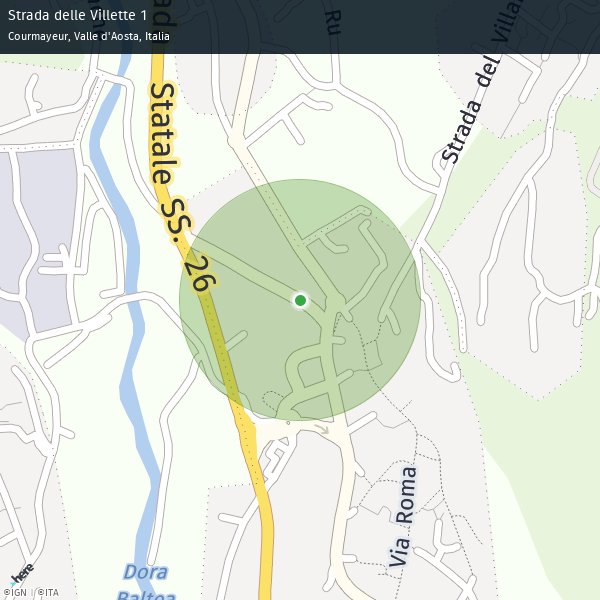 Strada delle Villette 1
Courmayeur, Valle d'Aosta, Italia
Ru
Strada del Villa
Statale SS. 26
Via Roma
Dora
Baltea
here
©IGN | ©ITA